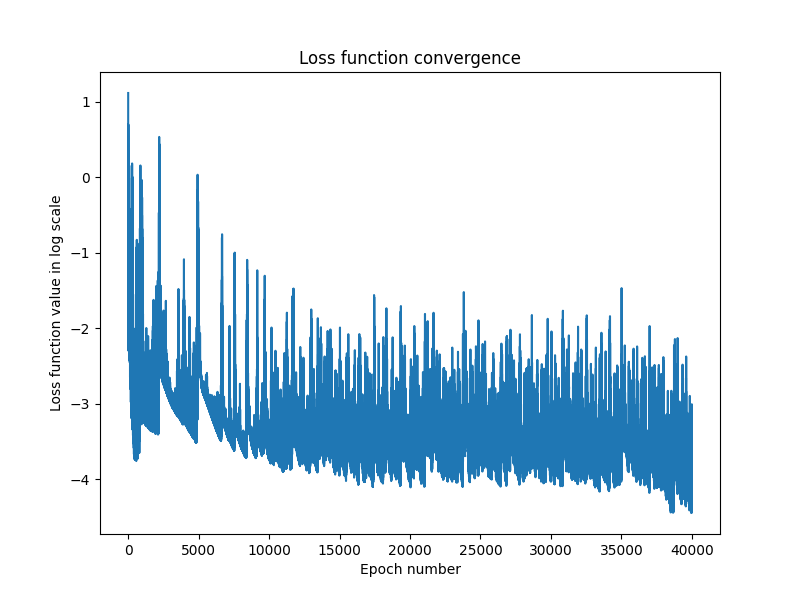 Loss function convergence
Loss function value in log scale
1
0
−1
−2
−3
−4
0 5000 10000 15000 20000 25000 30000 35000 40000
Epoch number